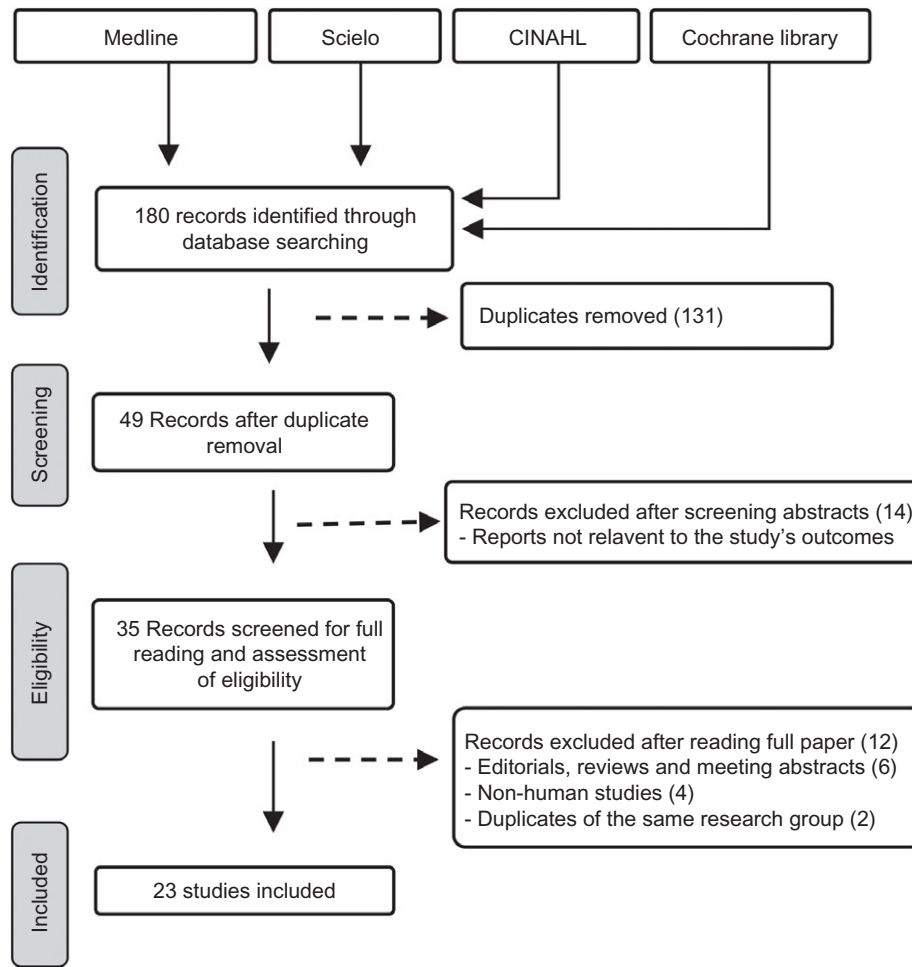 Medline
Scielo
CINAHL
Cochrane library
Identification
180 records identified through
database searching
Duplicates removed (131)
Screening
49 Records after duplicate
removal
Records excluded after screening abstracts (14)
- Reports not relavent to the study's outcomes
Eligibility
35 Records screened for full
reading and assessment
of eligibility
Records excluded after reading full paper (12)
- Editorials, reviews and meeting abstracts (6)
- Non-human studies (4)
- Duplicates of the same research group (2)
Included
23 studies included